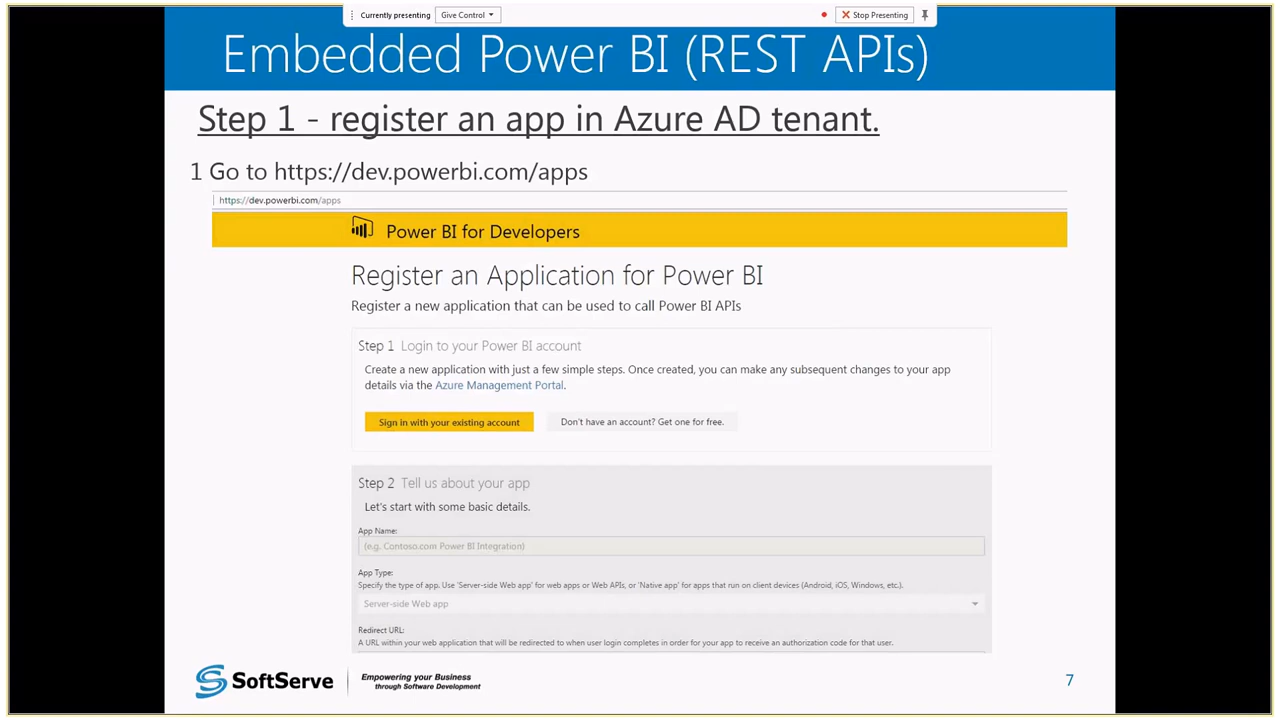 Currently presenting
Give Control
Stop Presenting
Embedded Power BI (REST APIs)
Step 1 - register an app in Azure AD tenant.
1 Go to https://dev.powerbi.com/apps
https://dev.powerbi.com/apps
Power BI for Developers
Register an Application for Power BI
Register a new application that can be used to call Power BI APIs
Step 1 Login to your Power BI account
Create a new application with just a few simple steps. Once created, you can make any subsequent changes to your app
details via the Azure Management Portal.
Sign in with your existing account
Don't have an account? Get one for free.
Step 2 Tell us about your app
Let's start with some basic details.
App Name:
(e.g. Contoso.com Power BI Integration)
App Type:
Specify the type of app. Use 'Server-side Web app' for web apps or Web APIs, or 'Native app' for apps that run on client devices (Android, iOS, Windows, etc.).
Server-side Web app
Redirect URL:
A URL within your web application that will be redirected to when user login completes in order for your app to receive an authorization code for that user.
SoftServe
Empowering your Business
through Software Development
7